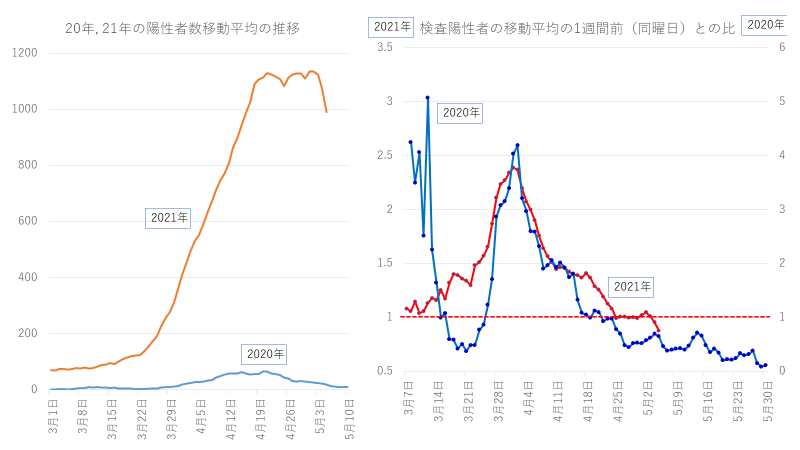 20年, 21年の陽性者数移動平均の推移
1200
1000
800
600
400
200
0
2021年
2020年
3月1日
3月8日
3月15日
3月22日
3月29日
4月5日
4月12日
4月19日
4月26日
5月3日
5月10日
2021年
検査陽性者の移動平均の1週間前（同曜日）との比
2020年
3.5
3
2.5
2
1.5
1
0.5
6
5
4
3
2
1
0
2020年
2021年
3月7日
3月14日
3月21日
3月28日
4月4日
4月11日
4月18日
4月25日
5月2日
5月9日
5月16日
5月23日
5月30日